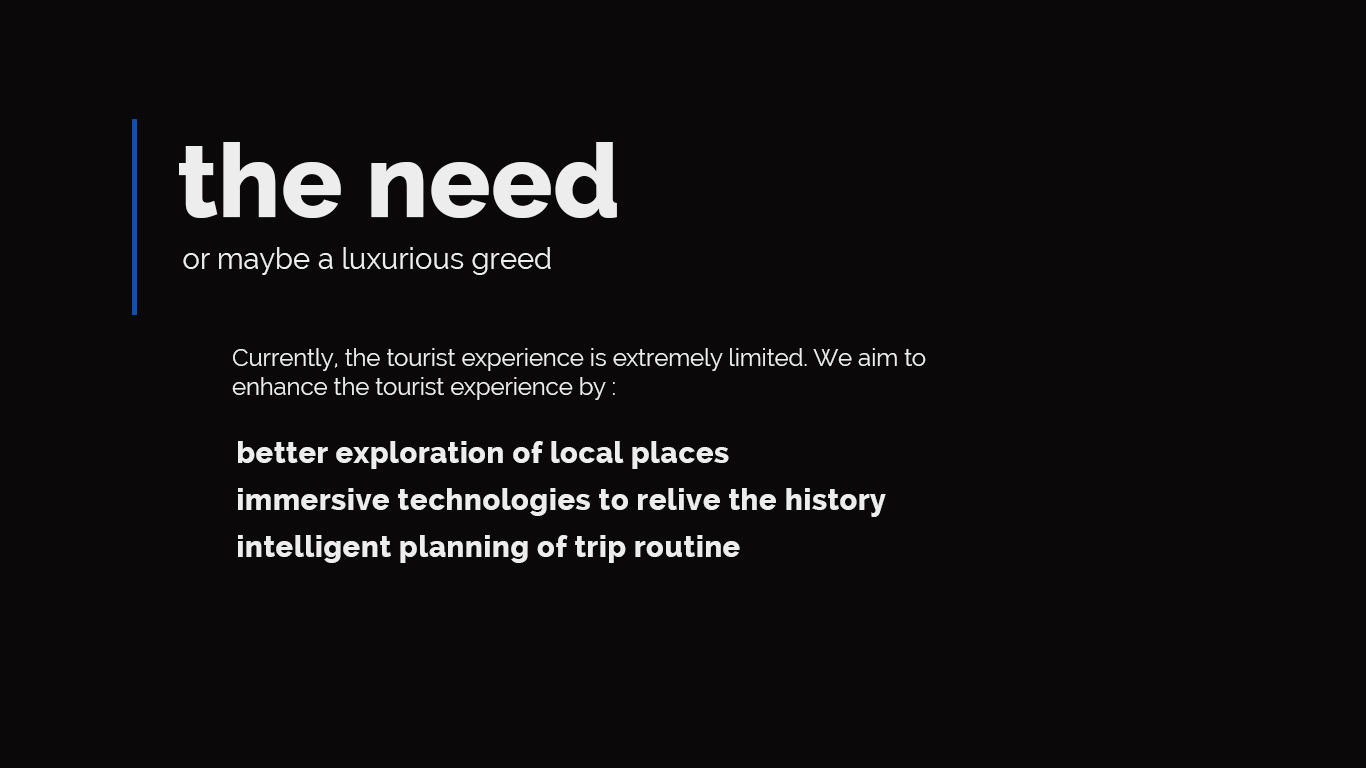 the need
or maybe a luxurious greed
Currently, the tourist experience is extremely limited. We aim to
enhance the tourist experience by :
better exploration of local places
immersive technologies to relive the history
intelligent planning of trip routine